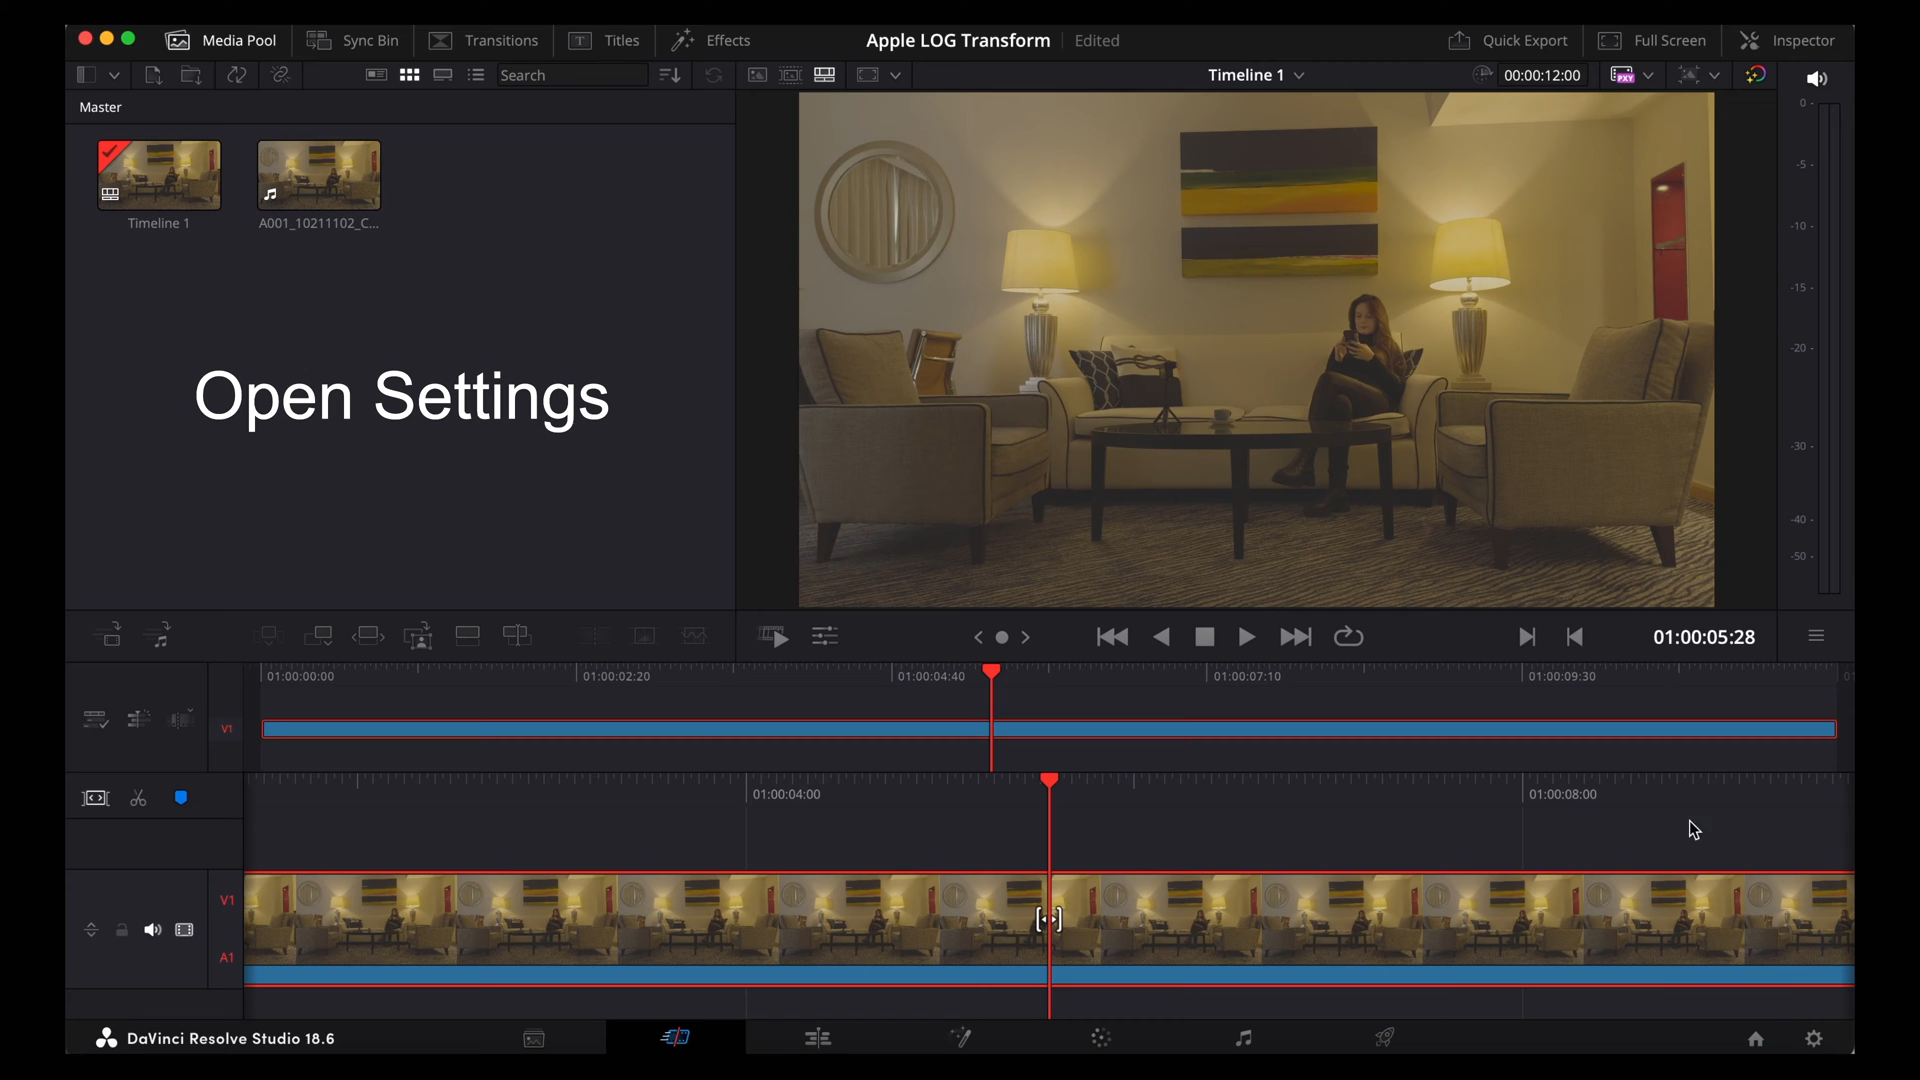 Media Pool
Sync Bin
Transitions
Titles
Effects
Apple LOG Transform
Edited
Quick Export
Full Screen
Inspector
Search
Timeline 1
00:00:12:00
PXY
Master
Timeline 1
A001_10211102_C...
Open Settings
0
-5
-10
-15
-20
-30
-40
-50
01:00:05:28
01:00:00:00
01:00:02:20
01:00:04:40
01:00:07:10
01:00:09:30
V1
01:00:04:00
01:00:08:00
V1
A1
DaVinci Resolve Studio 18.6